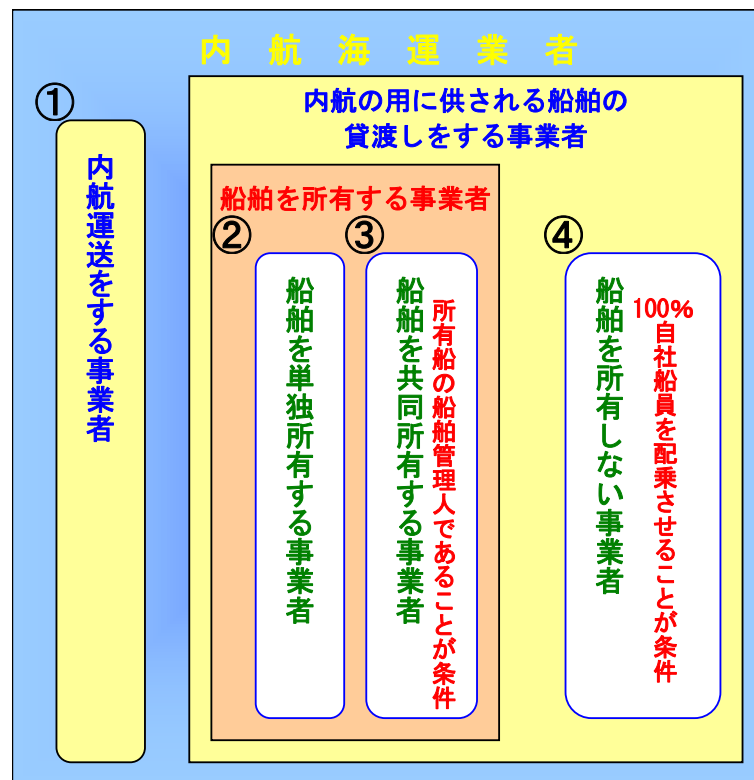 内航海運業者
①
内航運送をする事業者
内航の用に供される船舶の
貸渡しをする事業者
船舶を所有する事業者
②
船舶を単独所有する事業者
③
船舶を共同所有する事業者
所有船の船舶管理人であることが条件
④
船舶を所有しない事業者
100%
自社船員を配乗させることが条件